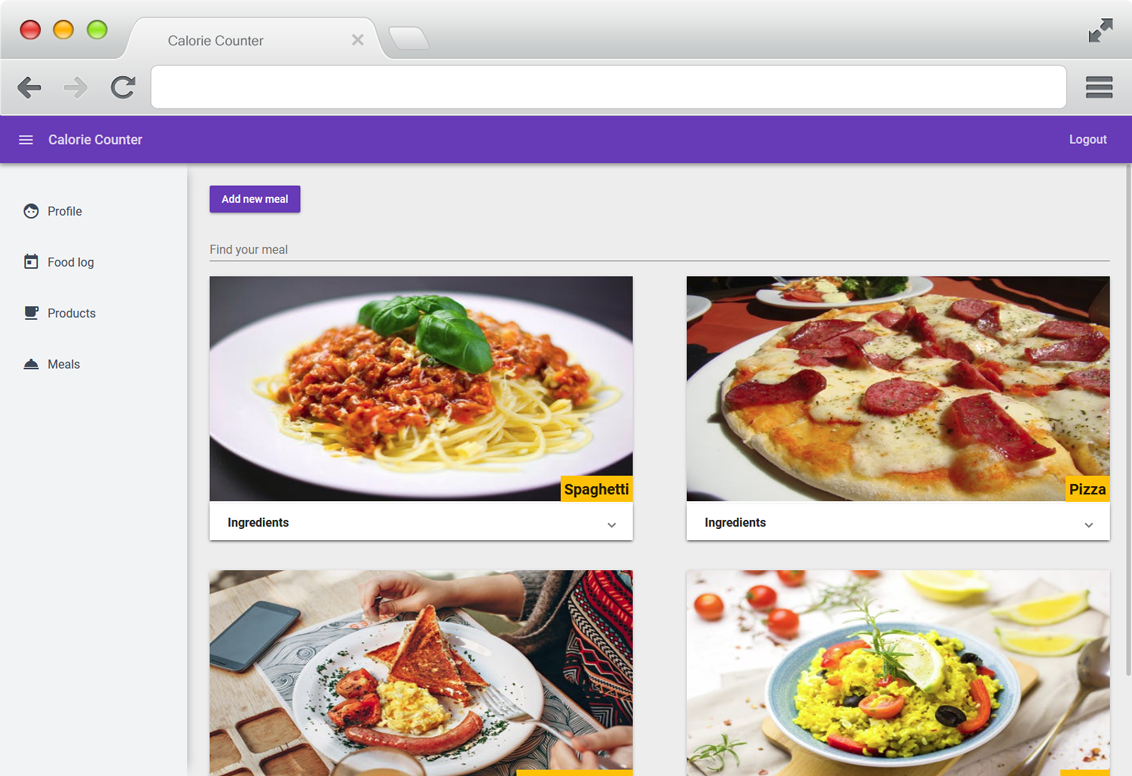 Calorie Counter
Calorie Counter
Logout
Profile
Food log
Products
Meals
Add new meal
Find your meal
Spaghetti
Pizza
Ingredients
Ingredients